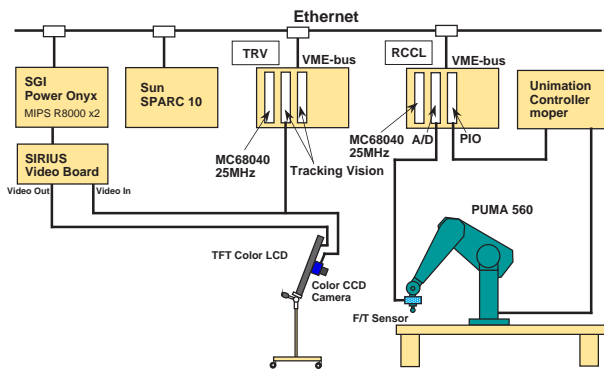 Ethernet
SGI
Power Onyx
MIPS R8000 x2
Sun
SPARC 10
TRV
VME-bus
MC68040
25MHz
Tracking Vision
RCCL
VME-bus
MC68040
25MHz
A/D
PIO
Unimation
Controller
moper
SIRIUS
Video Board
Video Out
Video In
TFT Color LCD
Color CCD
Camera
PUMA 560
F/T Sensor